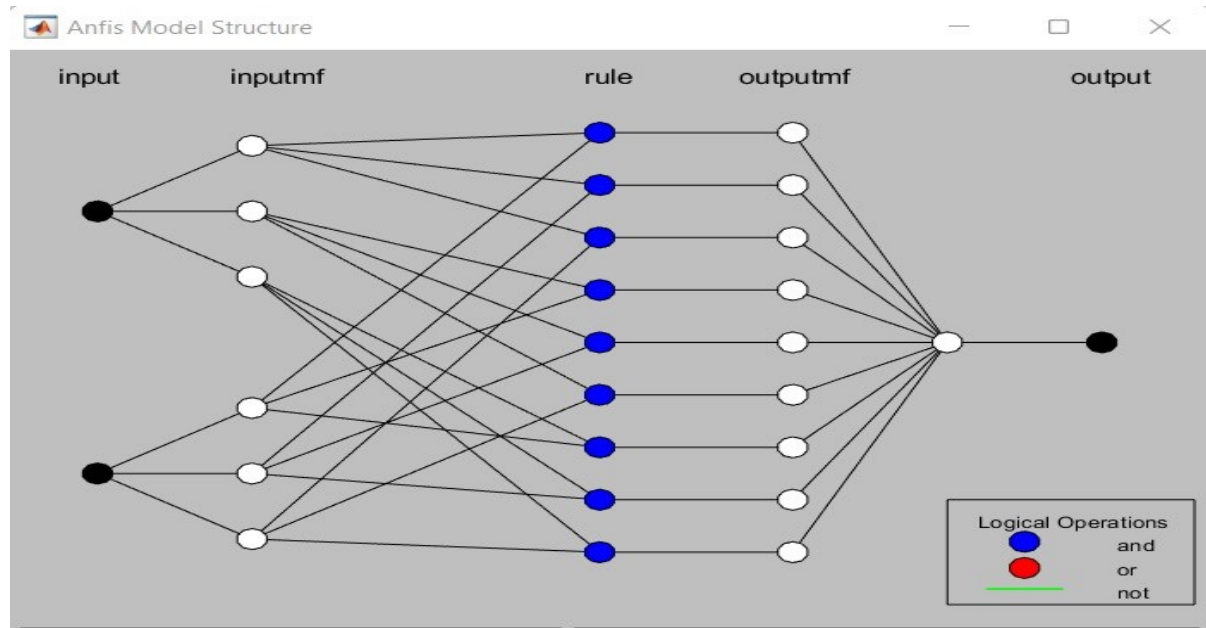 Anfis Model Structure
input inputmf rule outputmf output
Logical Operations
and
or
not